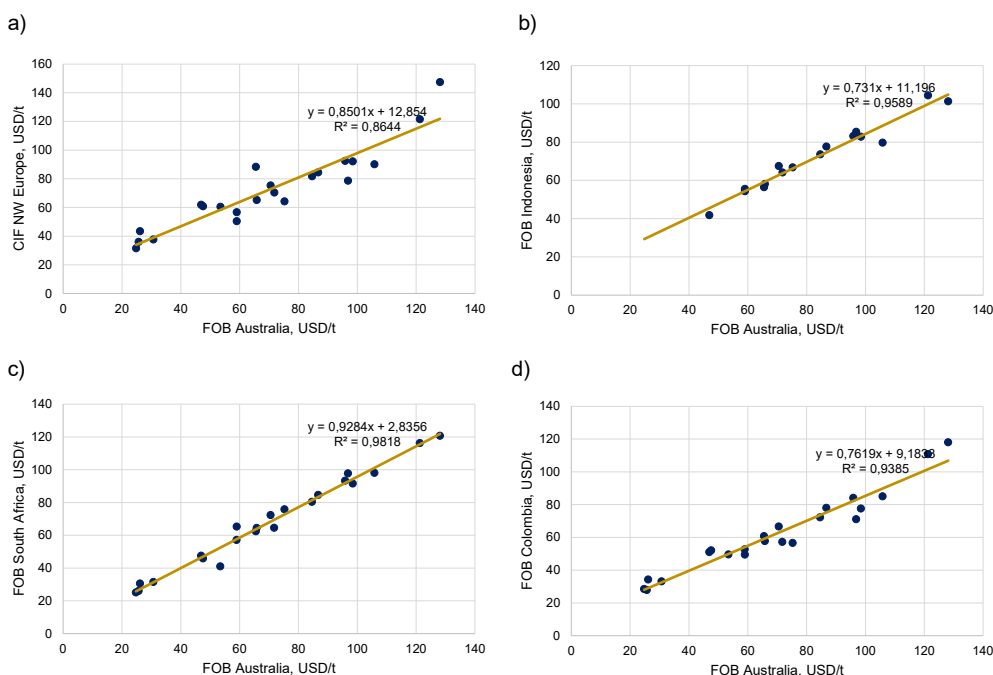 a)
160
140
120
100
80
60
40
20
0
CIF NW Europe, USD/t
y = 0,8501x + 12,854
R² = 0,8644
0 20 40 60 80 100 120 140
FOB Australia, USD/t
b)
120
100
80
60
40
20
0
FOB Indonesia, USD/t
y = 0,731x + 11,196
R² = 0,9589
0 20 40 60 80 100 120 140
FOB Australia, USD/t
c)
140
120
100
80
60
40
20
0
FOB South Africa, USD/t
y = 0,9284x + 2,8356
R² = 0,9818
0 20 40 60 80 100 120 140
FOB Australia, USD/t
d)
140
120
100
80
60
40
20
0
FOB Colombia, USD/t
y = 0,7619x +
R² = 0,9385
0 20 40 60 80 100 120 140
FOB Australia, USD/t